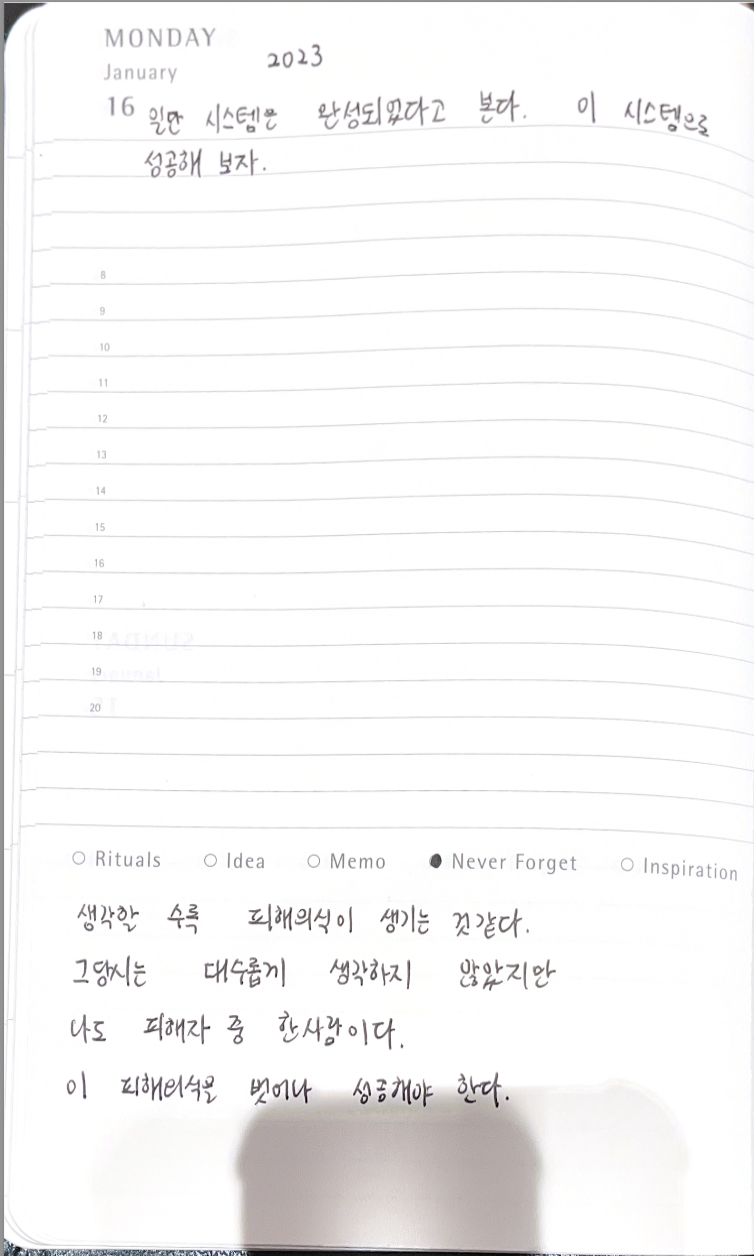 MONDAY
2023
January
16 일단 시스템은 완성되었다고 본다. 이 시스템으로
성공해 보자.
8
9
10
11
12
13
14
15
16
17
18
19
20
Rituals Idea Memo Never Forget Inspiration
생각할 수록 피해의식이 생기는 것같다.
그당시는 대수롭게 생각하지 않았지만
나도 피해자 중 한사람이다.
이 피해의식을 벗어나 성공해야 한다.